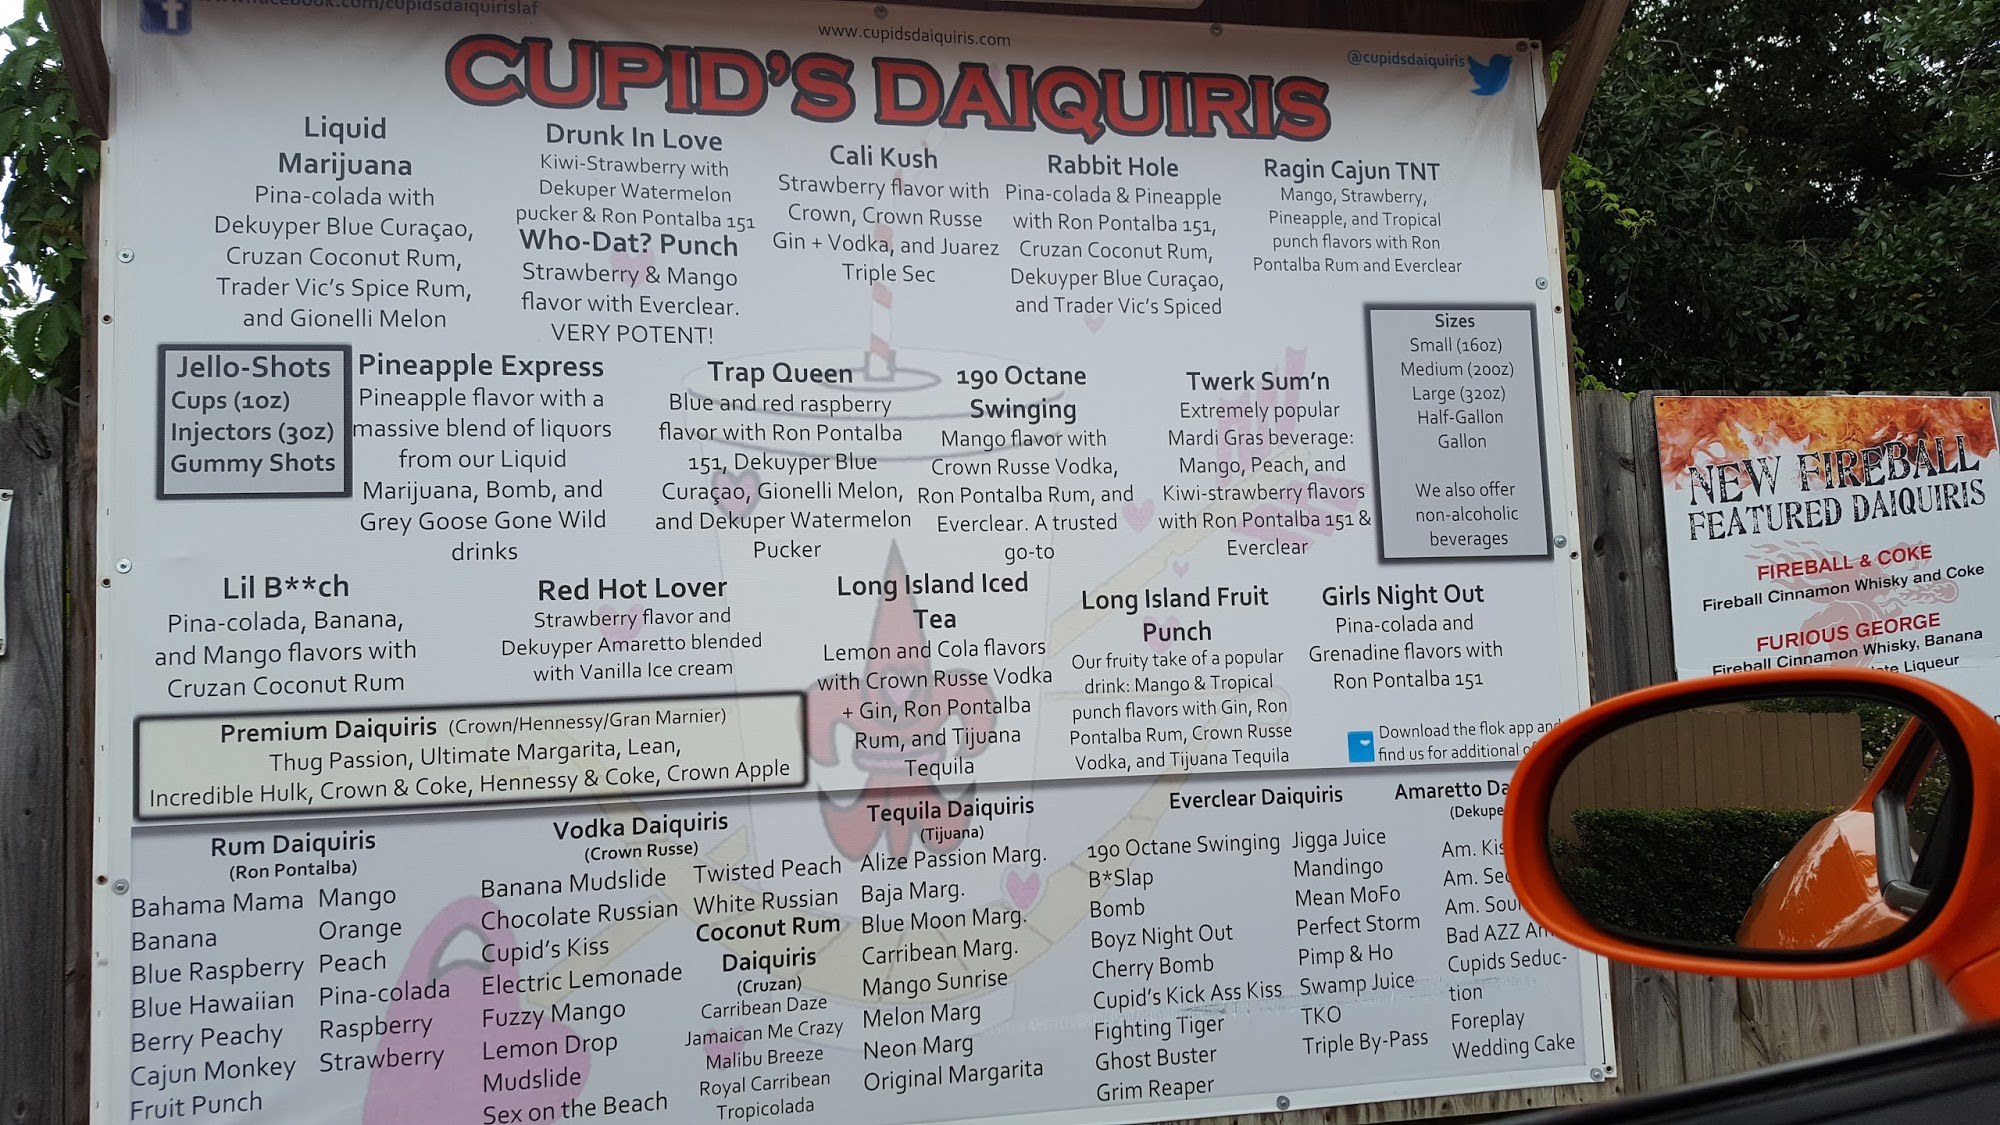 www.facebook.com/cupidsdaiquirislaf
www.cupidsdaiquiris.com
@cupidsdaiquiris
CUPID'S DAIQUIRIS
Liquid
Marijuana
Pina-colada with
Dekuyper Blue Curaçao,
Cruzan Coconut Rum,
Trader Vic's Spice Rum,
and Gionelli Melon
Drunk In Love
Kiwi-Strawberry with
Dekuper Watermelon
pucker & Ron Pontalba 151
Who-Dat? Punch
Strawberry & Mango
flavor with Everclear.
VERY POTENT!
Cali Kush
Strawberry flavor with
Crown, Crown Russe
Gin + Vodka, and Juarez
Triple Sec
Rabbit Hole
Pina-colada & Pineapple
with Ron Pontalba 151,
Cruzan Coconut Rum,
Dekuyper Blue Curaçao,
and Trader Vic's Spiced
Ragin Cajun TNT
Mango, Strawberry,
Pineapple, and Tropical
punch flavors with Ron
Pontalba Rum and Everclear
Jello-Shots
Cups (1oz)
Injectors (3oz)
Gummy Shots
Pineapple Express
Pineapple flavor with a
massive blend of liquors
from our Liquid
Marijuana, Bomb, and
Grey Goose Gone Wild
drinks
Trap Queen
Blue and red raspberry
flavor with Ron Pontalba
151, Dekuyper Blue
Curaçao, Gionelli Melon,
and Dekuper Watermelon
Pucker
190 Octane
Swinging
Mango flavor with
Crown Russe Vodka,
Ron Pontalba Rum, and
Everclear. A trusted
go-to
Twerk Sum'n
Extremely popular
Mardi Gras beverage:
Mango, Peach, and
Kiwi-strawberry flavors
with Ron Pontalba 151 &
Everclear
Sizes
Small (16oz)
Medium (20oz)
Large (32oz)
Half-Gallon
Gallon
We also offer
non-alcoholic
beverages
Lil B**ch
Pina-colada, Banana,
and Mango flavors with
Cruzan Coconut Rum
Red Hot Lover
Strawberry flavor and
Dekuyper Amaretto blended
with Vanilla Ice cream
Long Island Iced
Tea
Lemon and Cola flavors
with Crown Russe Vodka
+ Gin, Ron Pontalba
Rum, and Tijuana
Tequila
Long Island Fruit
Punch
Our fruity take of a popular
drink: Mango & Tropical
punch flavors with Gin, Ron
Pontalba Rum, Crown Russe
Vodka, and Tijuana Tequila
Girls Night Out
Pina-colada and
Grenadine flavors with
Ron Pontalba 151
Premium Daiquiris (Crown/Hennessy/Gran Marnier)
Thug Passion, Ultimate Margarita, Lean,
Incredible Hulk, Crown & Coke, Hennessy & Coke, Crown Apple
Download the flok app and
find us for additional
Rum Daiquiris
(Ron Pontalba)
Bahama Mama
Banana
Blue Raspberry
Blue Hawaiian
Berry Peachy
Cajun Monkey
Fruit Punch
Mango
Orange
Peach
Pina-colada
Raspberry
Strawberry
Vodka Daiquiris
(Crown Russe)
Banana Mudslide
Chocolate Russian
Cupid's Kiss
Electric Lemonade
Fuzzy Mango
Lemon Drop
Mudslide
Sex on the Beach
Twisted Peach
White Russian
Coconut Rum
Daiquiris
(Cruzan)
Carribean Daze
Jamaican Me Crazy
Malibu Breeze
Royal Carribean
Tropicolada
Tequila Daiquiris
(Tijuana)
Alize Passion Marg.
Baja Marg.
Blue Moon Marg.
Carribean Marg.
Mango Sunrise
Melon Marg
Neon Marg
Original Margarita
Everclear Daiquiris
190 Octane Swinging
B*Slap
Bomb
Boyz Night Out
Cherry Bomb
Cupid's Kick Ass Kiss
Fighting Tiger
Ghost Buster
Grim Reaper
Jigga Juice
Mandingo
Mean MoFo
Perfect Storm
Pimp & Ho
Swamp Juice
TKO
Triple By-Pass
Amaretto
Am.
Am.
Am.
Bad AZZ
Cupids Seduc-
tion
Foreplay
Wedding Cake
NEW FIREBALL
FEATURED DAIQUIRIS
FIREBALL & COKE
Fireball Cinnamon Whisky and Coke
FURIOUS GEORGE
Fireball Cinnamon Whisky, Banana
Liqueur